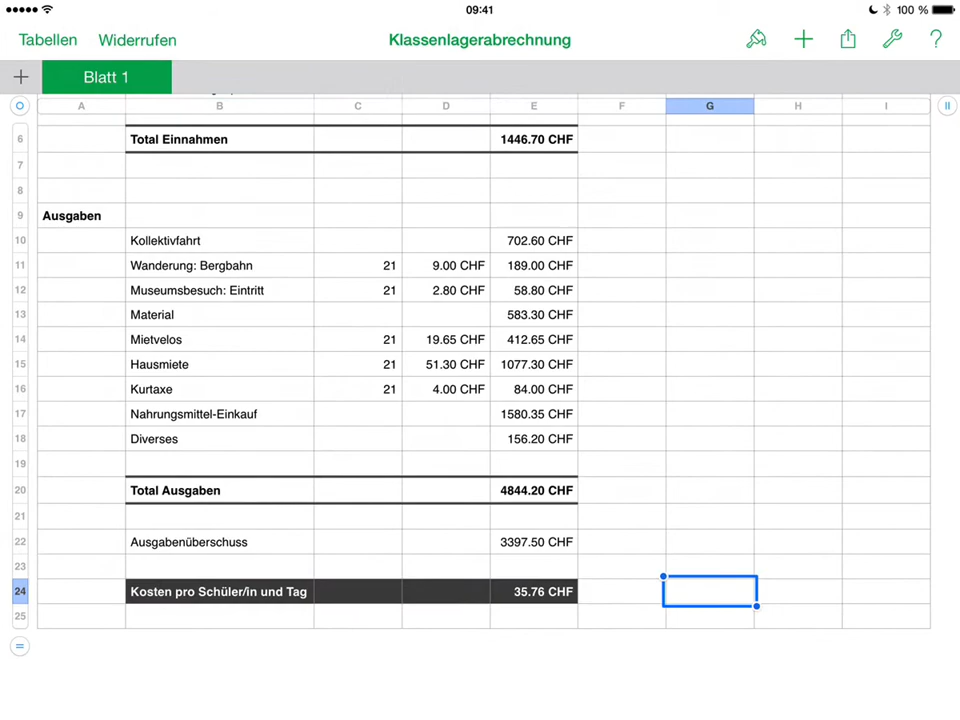 09:41
100 %
Tabellen Widerrufen Klassenlagerabrechnung ?
+ Blatt 1
A B C D E F G H I
6 Total Einnahmen 1446.70 CHF
7
8
9 Ausgaben
10 Kollektivfahrt 702.60 CHF
11 Wanderung: Bergbahn 21 9.00 CHF 189.00 CHF
12 Museumsbesuch: Eintritt 21 2.80 CHF 58.80 CHF
13 Material 583.30 CHF
14 Mietvelos 21 19.65 CHF 412.65 CHF
15 Hausmiete 21 51.30 CHF 1077.30 CHF
16 Kurtaxe 21 4.00 CHF 84.00 CHF
17 Nahrungsmittel-Einkauf 1580.35 CHF
18 Diverses 156.20 CHF
19
20 Total Ausgaben 4844.20 CHF
21
22 Ausgabenüberschuss 3397.50 CHF
23
24 Kosten pro Schüler/in und Tag 35.76 CHF
25